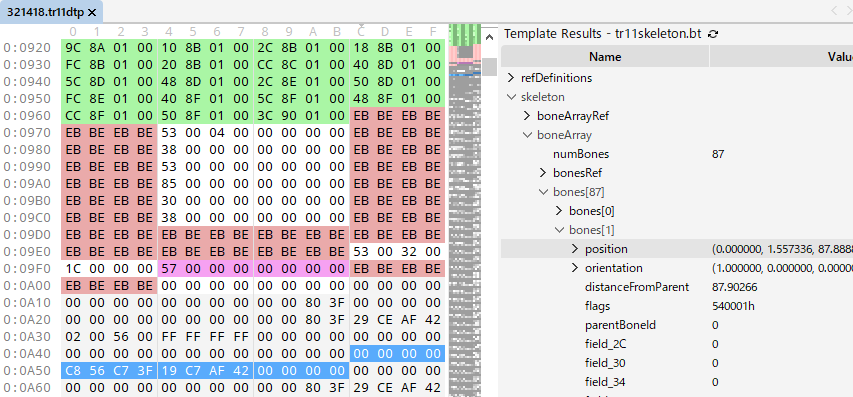 321418.tr11dtp ×
0 1 2 3 4 5 6 7 8 9 A B C D E F
0:0920 9C 8A 01 00 10 8B 01 00 2C 8B 01 00 18 8B 01 00
0:0930 FC 8B 01 00 20 8B 01 00 CC 8C 01 00 40 8D 01 00
0:0940 5C 8D 01 00 48 8D 01 00 2C 8E 01 00 50 8D 01 00
0:0950 FC 8E 01 00 40 8F 01 00 5C 8F 01 00 48 8F 01 00
0:0960 CC 8F 01 00 50 8F 01 00 3C 90 01 00 EB BE EB BE
0:0970 EB BE EB BE 53 00 04 00 00 00 00 00 EB BE EB BE
0:0980 EB BE EB BE 38 00 00 00 00 00 00 00 EB BE EB BE
0:0990 EB BE EB BE 53 00 00 00 00 00 00 00 EB BE EB BE
0:09A0 EB BE EB BE 85 00 00 00 00 00 00 00 EB BE EB BE
0:09B0 EB BE EB BE 30 00 00 00 00 00 00 00 EB BE EB BE
0:09C0 EB BE EB BE 38 00 00 00 00 00 00 00 EB BE EB BE
0:09D0 EB BE EB BE EB BE EB BE EB BE EB BE EB BE EB BE
0:09E0 EB BE EB BE EB BE EB BE EB BE EB BE 53 00 32 00
0:09F0 1C 00 00 00 57 00 00 00 00 00 00 00 EB BE EB BE
0:0A00 EB BE EB BE 00 00 00 00 00 00 00 00 00 00 00 00
0:0A10 00 00 00 00 00 00 00 00 00 00 80 3F 00 00 00 00
0:0A20 00 00 00 00 00 00 00 00 00 00 80 3F 29 CE AF 42
0:0A30 02 00 56 00 FF FF FF FF 00 00 00 00 00 00 00 00
0:0A40 00 00 00 00 00 00 00 00 00 00 00 00 00 00 00 00
0:0A50 C8 56 C7 3F 19 C7 AF 42 00 00 00 00 00 00 00 00
0:0A60 00 00 00 00 00 00 00 00 00 00 80 3F 29 CE AF 42
Template Results - tr11skeleton.bt
Name
refDefinitions
skeleton
boneArrayRef
boneArray
numBones 87
bonesRef
bones[87]
bones[0]
bones[1]
position (0.000000, 1.557336, 87.8888
orientation (1.000000, 0.000000, 0.0000
distanceFromParent 87.90266
flags 540001h
parentBoneId 0
field_2C 0
field_30 0
field_34 0